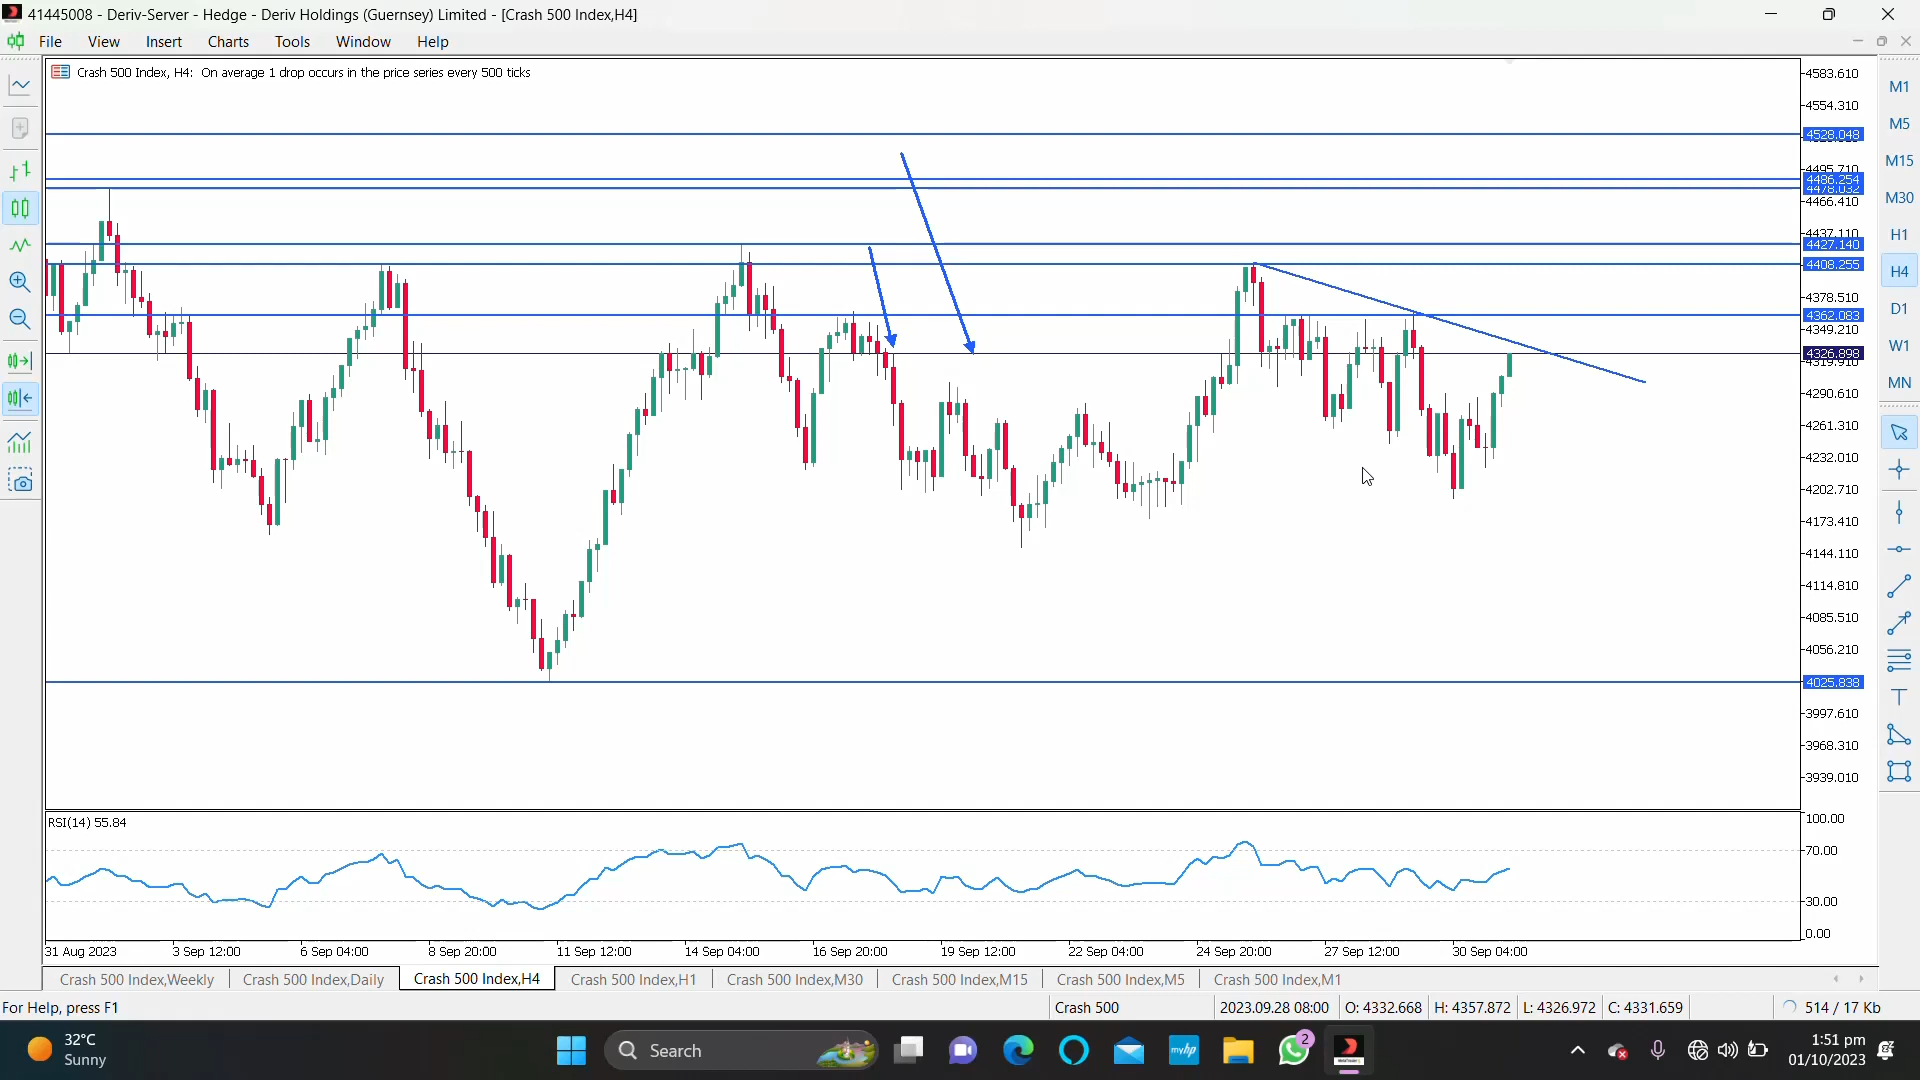 41445008 - Deriv-Server - Hedge - Deriv Holdings (Guernsey) Limited - [Crash 500 Index,H4]
File View Insert Charts Tools Window Help
Crash 500 Index, H4: On average 1 drop occurs in the price series every 500 ticks
4583.610
4554.310
4528.048
4495.710
4486.254
4478.032
4466.410
4437.110
4427.140
4408.255
4378.510
4362.083
4349.210
4326.898
4319.910
4290.610
4261.310
4232.010
4202.710
4173.410
4144.110
4114.810
4085.510
4056.210
4025.838
3997.610
3968.310
3939.010
M1
M5
M15
M30
H1
H4
D1
W1
MN
T
RSI(14) 55.84
100.00
70.00
30.00
0.00
31 Aug 2023 3 Sep 12:00 6 Sep 04:00 8 Sep 20:00 11 Sep 12:00 14 Sep 04:00 16 Sep 20:00 19 Sep 12:00 22 Sep 04:00 24 Sep 20:00 27 Sep 12:00 30 Sep 04:00
Crash 500 Index,Weekly Crash 500 Index,Daily Crash 500 Index,H4 Crash 500 Index,H1 Crash 500 Index,M30 Crash 500 Index,M15 Crash 500 Index,M5 Crash 500 Index,M1
For Help, press F1 Crash 500 2023.09.28 08:00 O: 4332.668 H: 4357.872 L: 4326.972 C: 4331.659 514 / 17 Kb
32°C
Sunny
Search
myhp
2
1:51 pm
01/10/2023